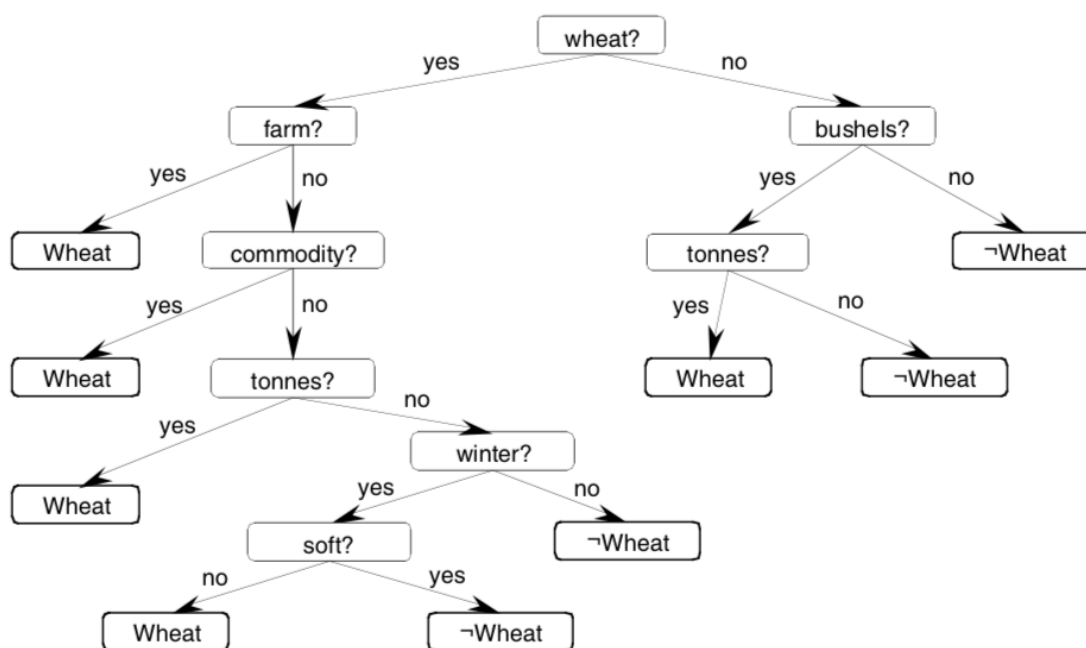 wheat?
yes
no
farm?
bushels?
yes
no
yes
no
Wheat
commodity?
tonnes?
¬Wheat
yes
no
yes
no
Wheat
tonnes?
Wheat
¬Wheat
yes
no
Wheat
winter?
yes
no
soft?
¬Wheat
no
yes
Wheat
¬Wheat